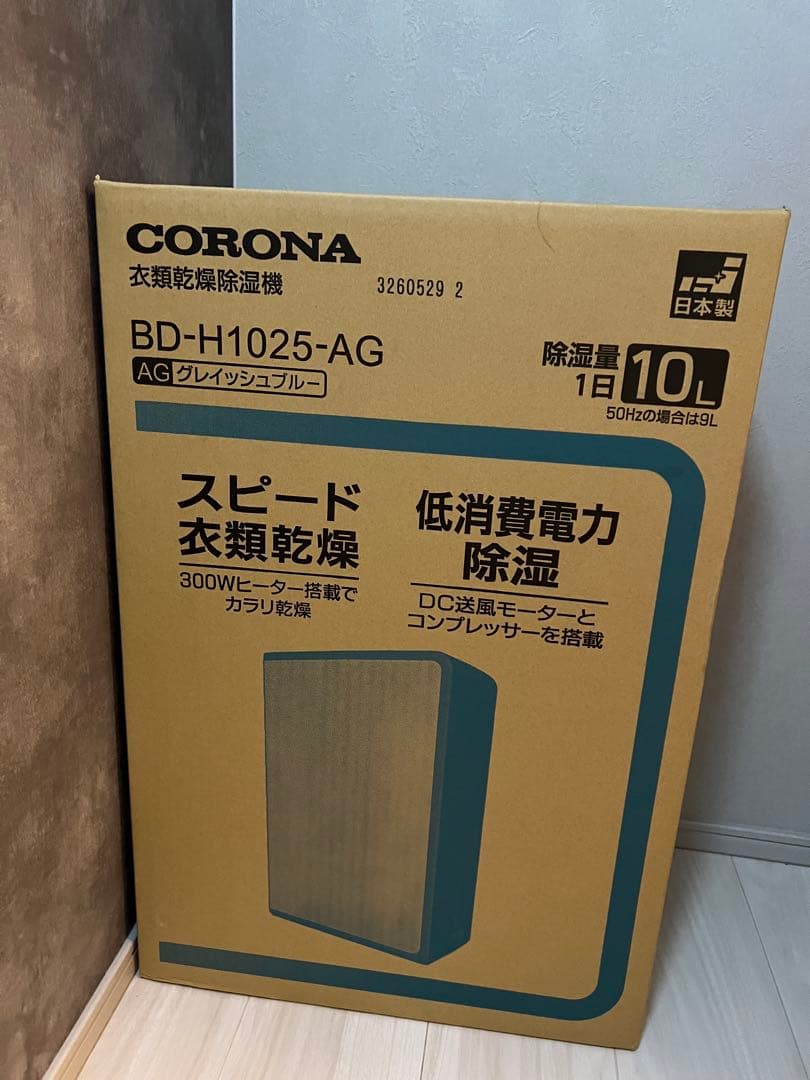 CORONA
衣類乾燥除湿機
3260529 2
日本製
BD-H1025-AG
AG グレイッシュブルー
除湿量
1日 10L
50Hzの場合は9L
スピード
衣類乾燥
300Wヒーター搭載で
カラリ乾燥
低消費電力
除湿
DC送風モーターと
コンプレッサーを搭載